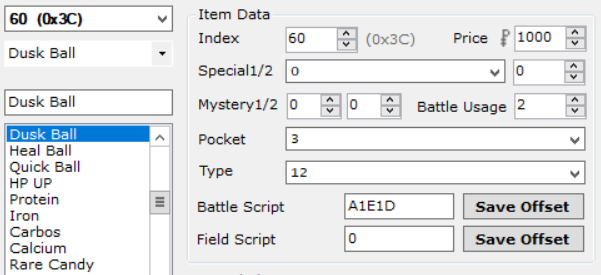 60 (0x3C)
Dusk Ball
Dusk Ball
Dusk Ball
Heal Ball
Quick Ball
HP UP
Protein
Iron
Carbos
Calcium
Rare Candy
Item Data
Index 60 (0x3C) Price ₽ 1000
Special1/2 0 0
Mystery1/2 0 0 Battle Usage 2
Pocket 3
Type 12
Battle Script A1E1D Save Offset
Field Script 0 Save Offset